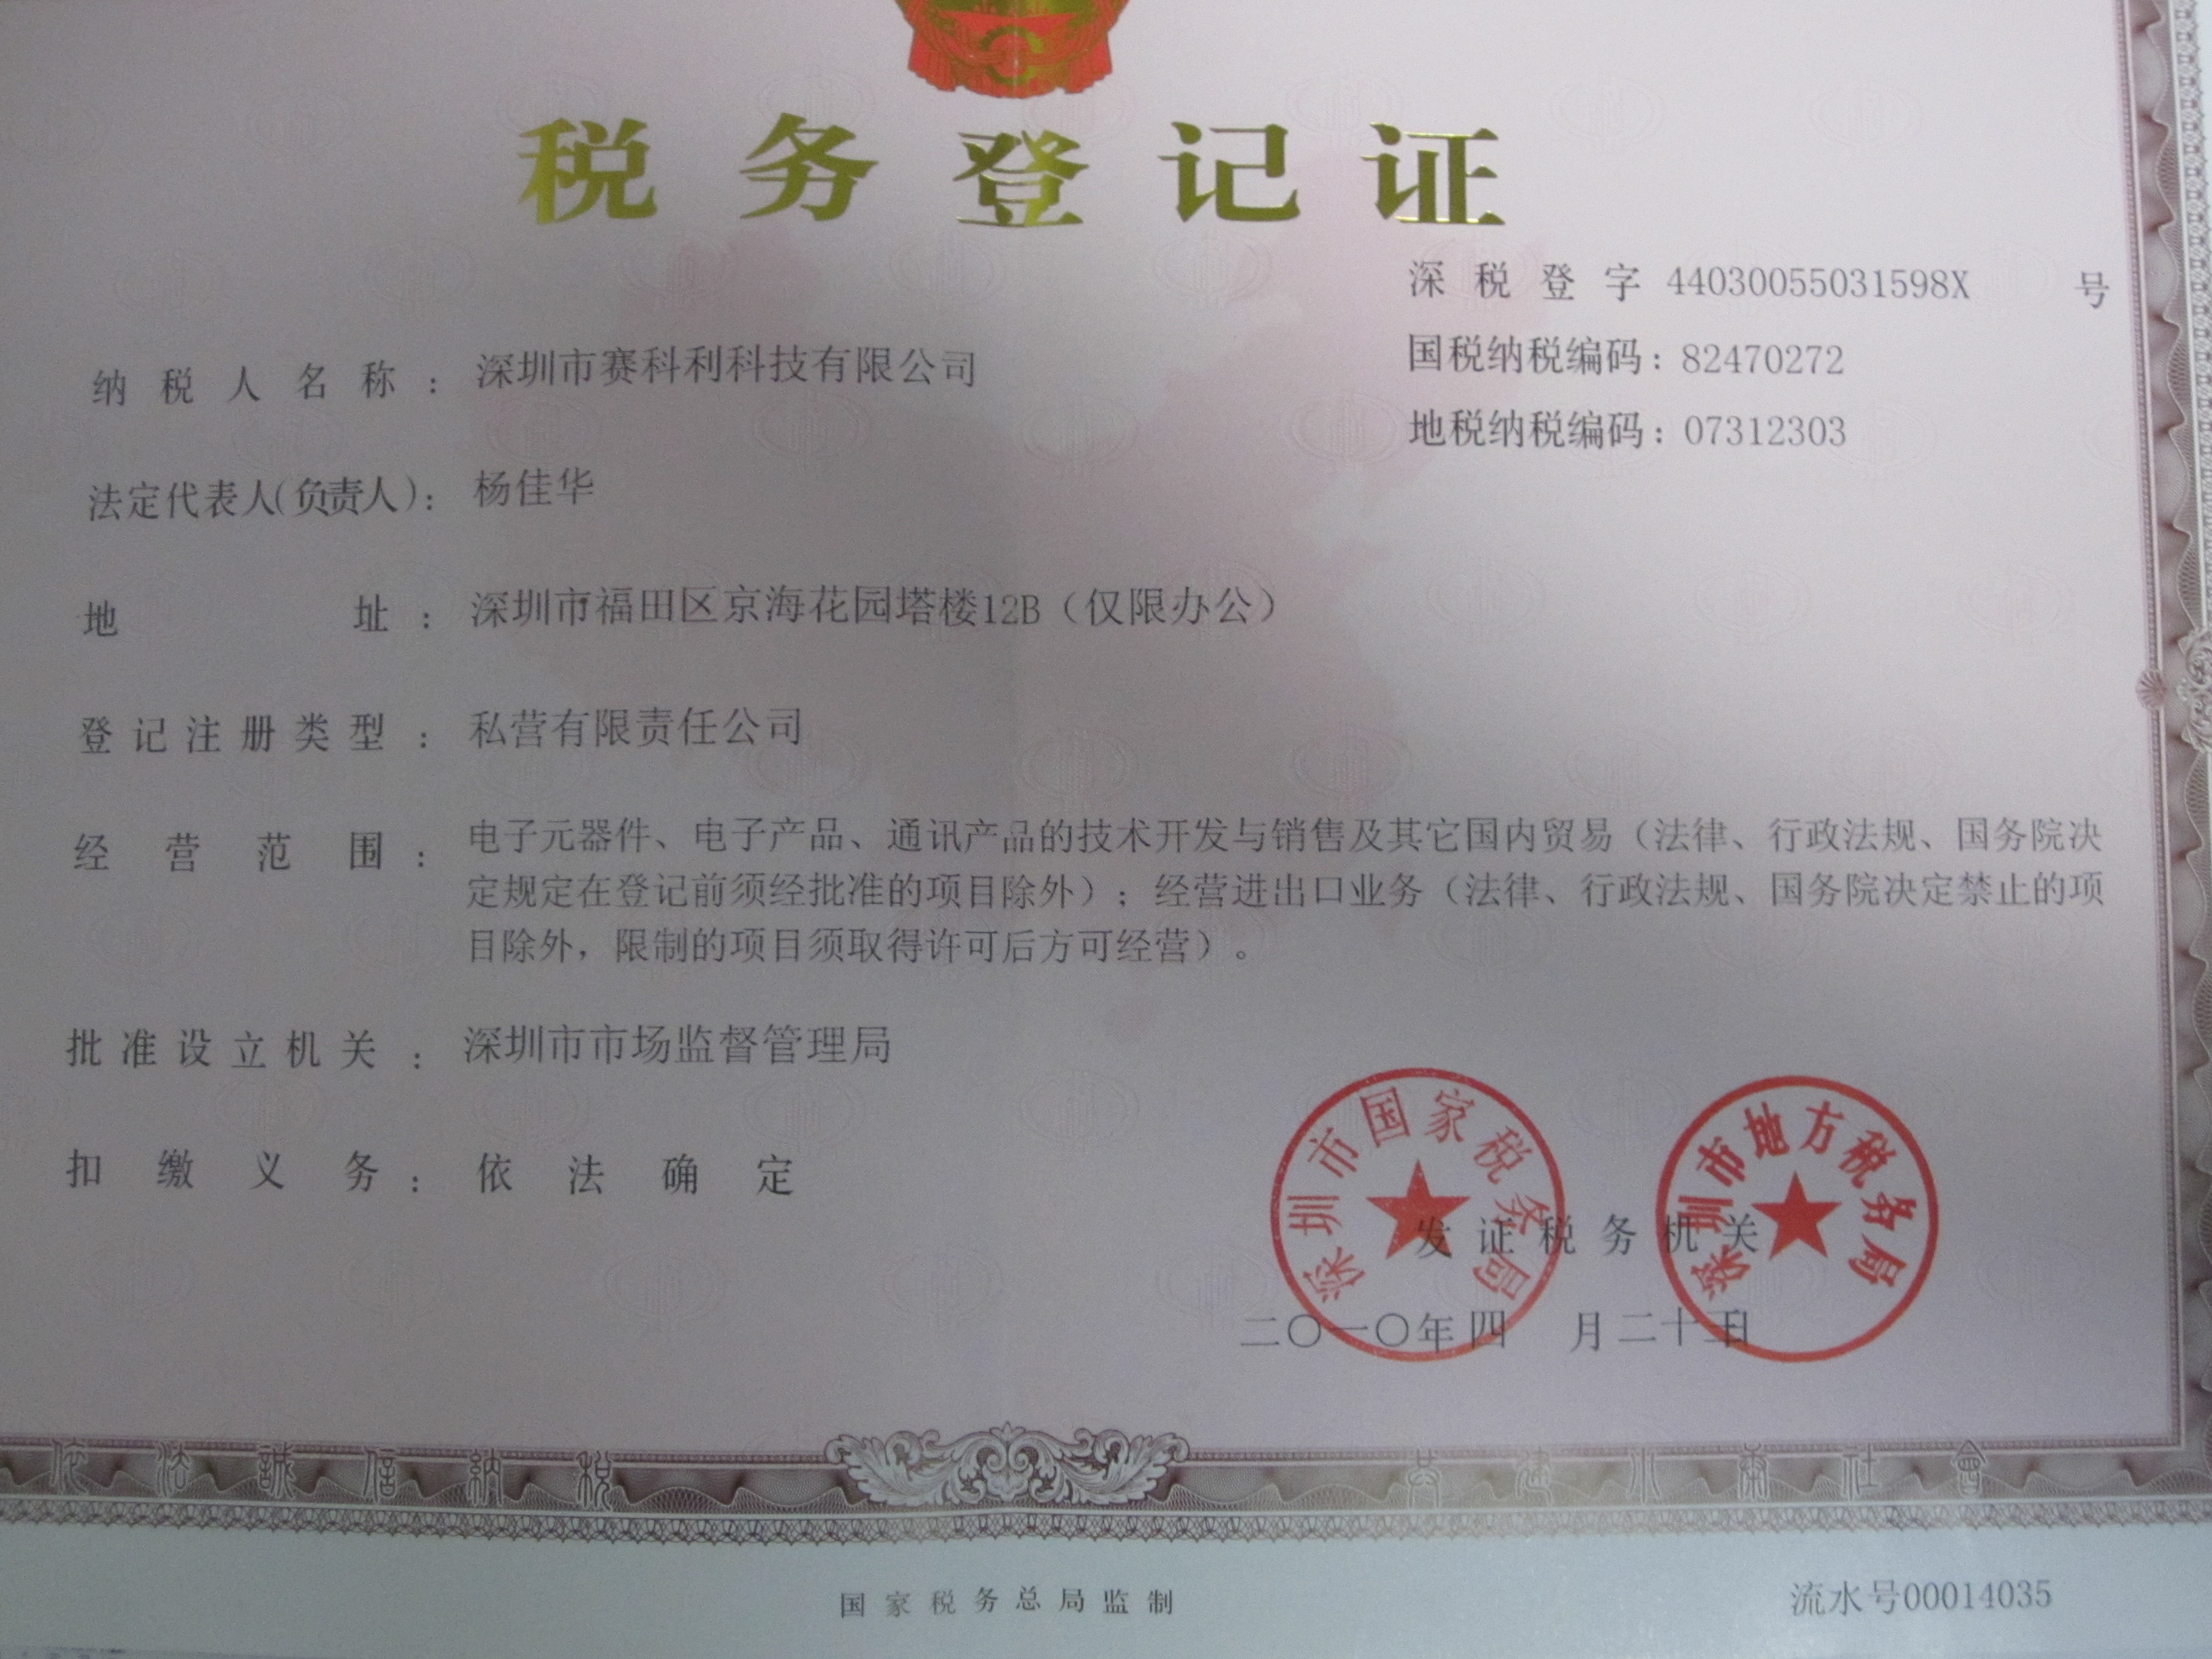 税务登记证
深税登字 44030055031598X 号
国税纳税编码：82470272
地税纳税编码：07312303
纳税人名称：深圳市赛科利科技有限公司
法定代表人(负责人)：杨佳华
地址：深圳市福田区京海花园塔楼12B（仅限办公）
登记注册类型：私营有限责任公司
经营范围：电子元器件、电子产品、通讯产品的技术开发与销售及其它国内贸易（法律、行政法规、国务院决
定规定在登记前须经批准的项目除外）；经营进出口业务（法律、行政法规、国务院决定禁止的项
目除外，限制的项目须取得许可后方可经营）。
批准设立机关：深圳市市场监督管理局
扣缴义务：依法确定
深圳市国家税务局
深圳市地方税务局
发证税务机关
二〇一〇年四月二十日
依法誠信納税
共建小康社會
国家税务总局监制
流水号00014035